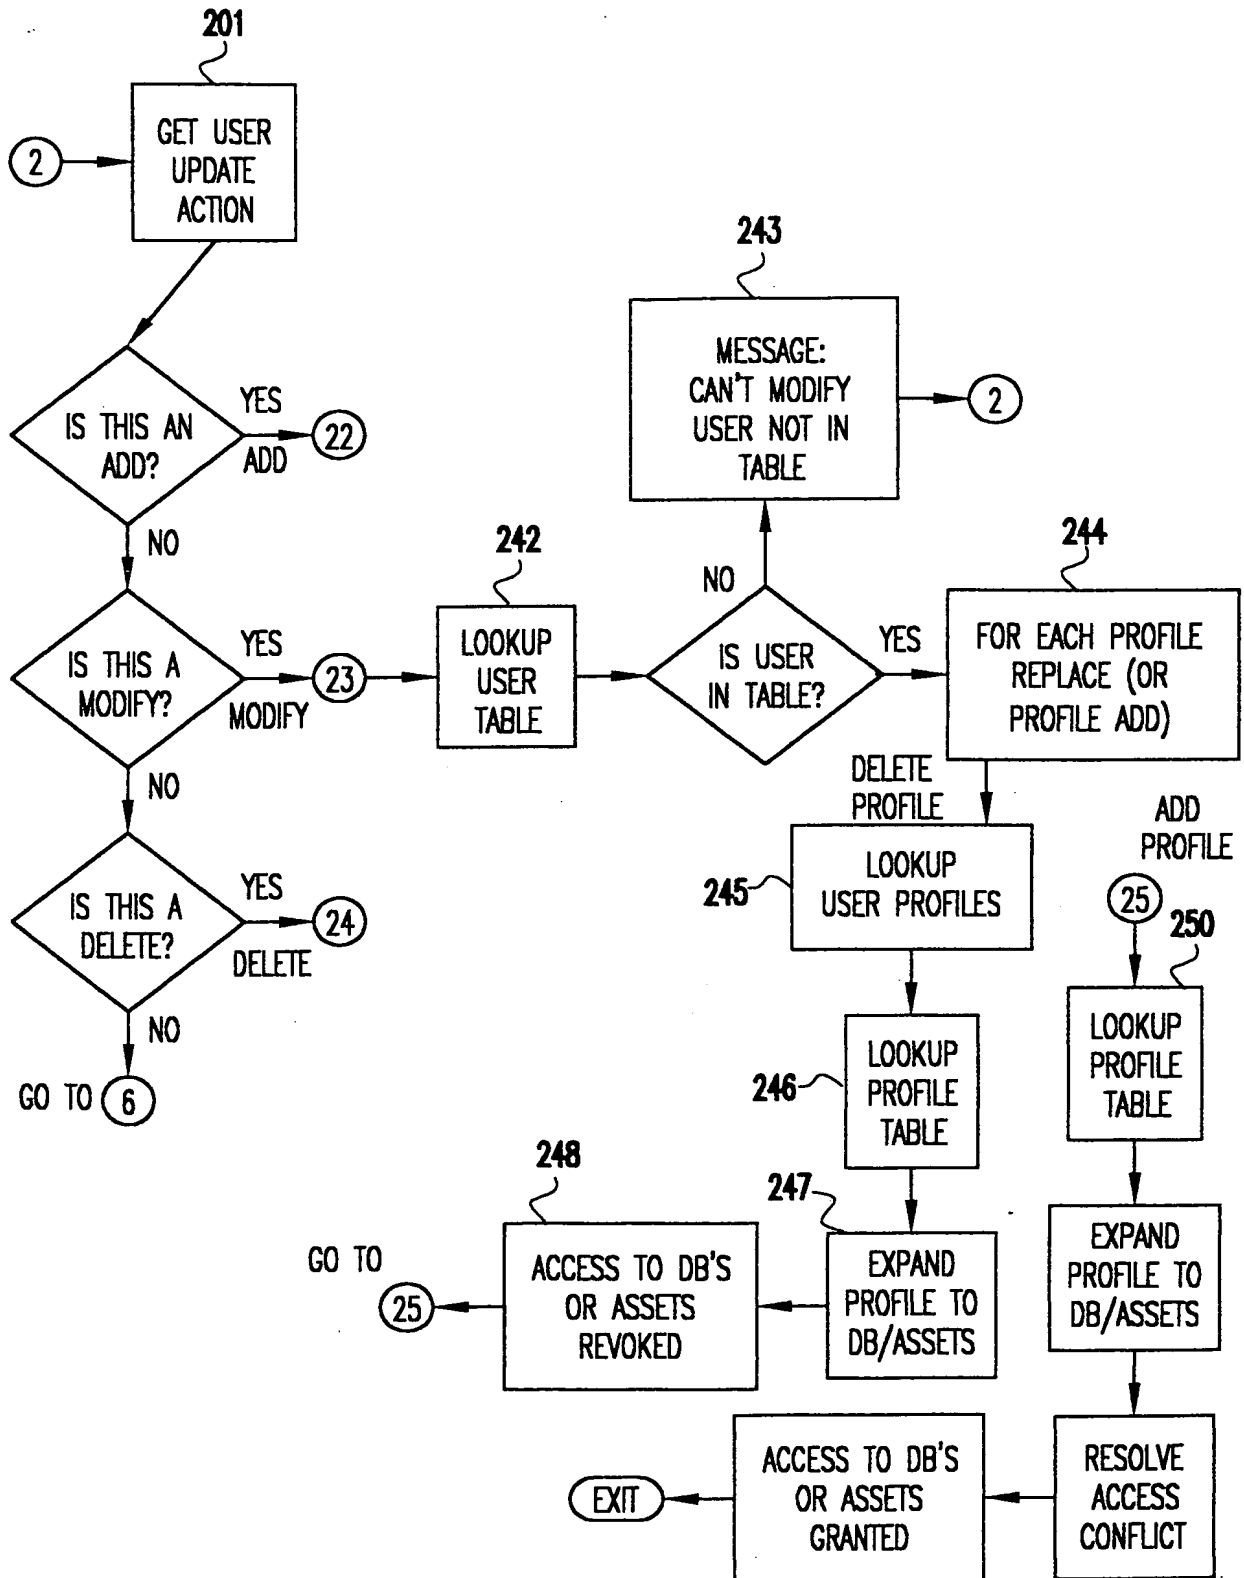 201
GET USER
UPDATE
ACTION
2
IS THIS AN
ADD?
YES
ADD
22
NO
IS THIS A
MODIFY?
YES
MODIFY
23
NO
IS THIS A
DELETE?
YES
DELETE
24
NO
GO TO
6
242
LOOKUP
USER
TABLE
IS USER
IN TABLE?
NO
243
MESSAGE:
CAN'T MODIFY
USER NOT IN
TABLE
2
YES
244
FOR EACH PROFILE
REPLACE (OR
PROFILE ADD)
DELETE
PROFILE
245
LOOKUP
USER PROFILES
246
LOOKUP
PROFILE
TABLE
247
EXPAND
PROFILE TO
DB/ASSETS
248
ACCESS TO DB'S
OR ASSETS
REVOKED
GO TO
25
ADD
PROFILE
25
250
LOOKUP
PROFILE
TABLE
EXPAND
PROFILE TO
DB/ASSETS
RESOLVE
ACCESS
CONFLICT
ACCESS TO DB'S
OR ASSETS
GRANTED
EXIT